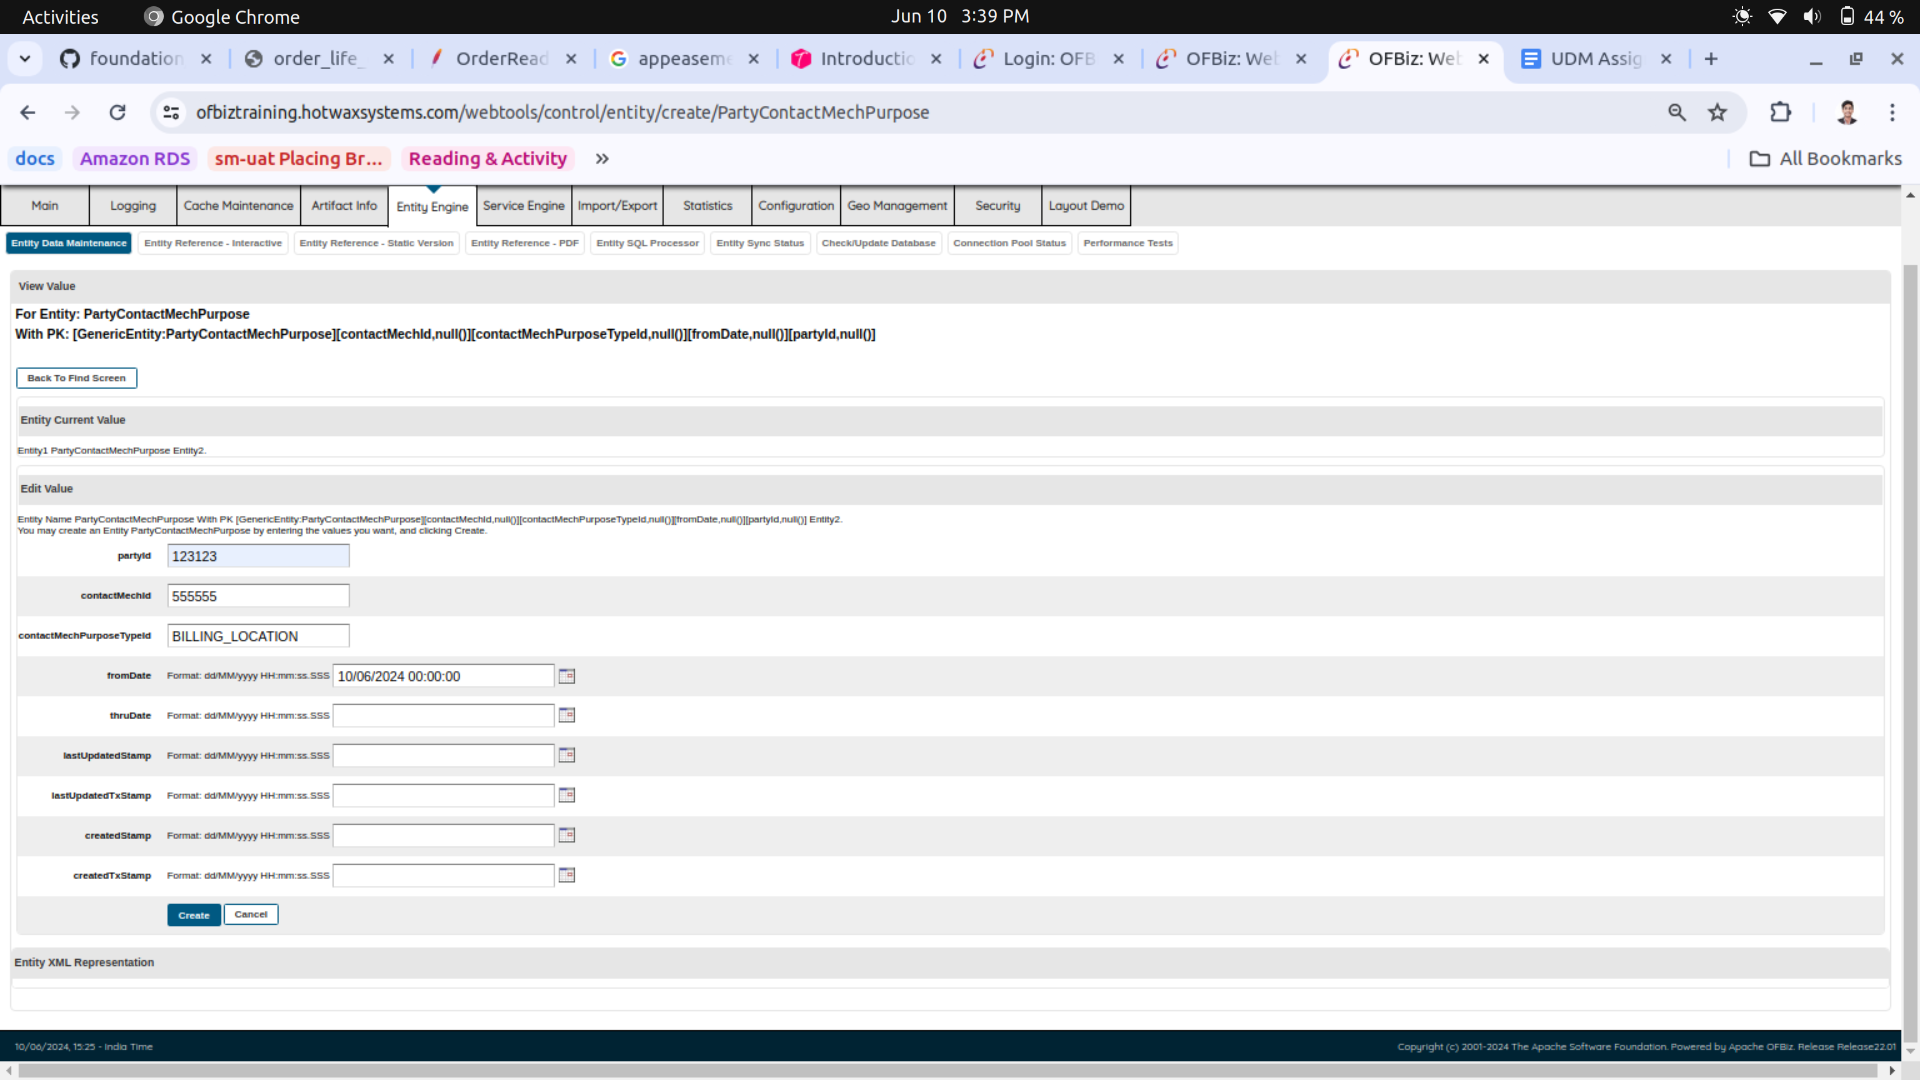 Activities Google Chrome Jun 10 3:39 PM 44 %
foundation order_life_ OrderRead appeaseme Introductio Login: OFB OFBiz: Web OFBiz: Web UDM Assig
ofbiztraining.hotwaxsystems.com/webtools/control/entity/create/PartyContactMechPurpose
docs Amazon RDS sm-uat Placing Br... Reading & Activity » All Bookmarks
Main Logging Cache Maintenance Artifact Info Entity Engine Service Engine Import/Export Statistics Configuration Geo Management Security Layout Demo
Entity Data Maintenance Entity Reference - Interactive Entity Reference - Static Version Entity Reference - PDF Entity SQL Processor Entity Sync Status Check/Update Database Connection Pool Status Performance Tests
View Value
For Entity: PartyContactMechPurpose
With PK: [GenericEntity:PartyContactMechPurpose][contactMechId,null()][contactMechPurposeTypeId,null()][fromDate,null()][partyId,null()]
Back To Find Screen
Entity Current Value
Entity1 PartyContactMechPurpose Entity2.
Edit Value
Entity Name PartyContactMechPurpose With PK [GenericEntity:PartyContactMechPurpose][contactMechId,null()][contactMechPurposeTypeId,null()][fromDate,null()][partyId,null()] Entity2.
You may create an Entity PartyContactMechPurpose by entering the values you want, and clicking Create.
partyId 123123
contactMechId 555555
contactMechPurposeTypeId BILLING_LOCATION
fromDate Format: dd/MM/yyyy HH:mm:ss.SSS 10/06/2024 00:00:00
thruDate Format: dd/MM/yyyy HH:mm:ss.SSS
lastUpdatedStamp Format: dd/MM/yyyy HH:mm:ss.SSS
lastUpdatedTxStamp Format: dd/MM/yyyy HH:mm:ss.SSS
createdStamp Format: dd/MM/yyyy HH:mm:ss.SSS
createdTxStamp Format: dd/MM/yyyy HH:mm:ss.SSS
Create Cancel
Entity XML Representation
10/06/2024, 15:25 - India Time Copyright (c) 2001-2024 The Apache Software Foundation. Powered by Apache OFBiz. Release Release22.01